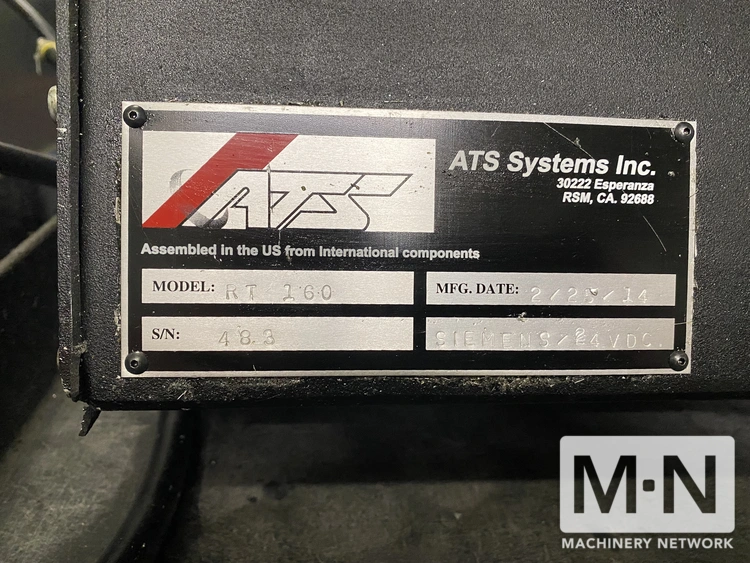 ATS
ATS Systems Inc.
30222 Esperanza
RSM, CA. 92688
Assembled in the US from International components
MODEL: RT 160
MFG. DATE: 2/25/14
S/N: 483
SIEMENS/24VDC.
M·N
MACHINERY NETWORK